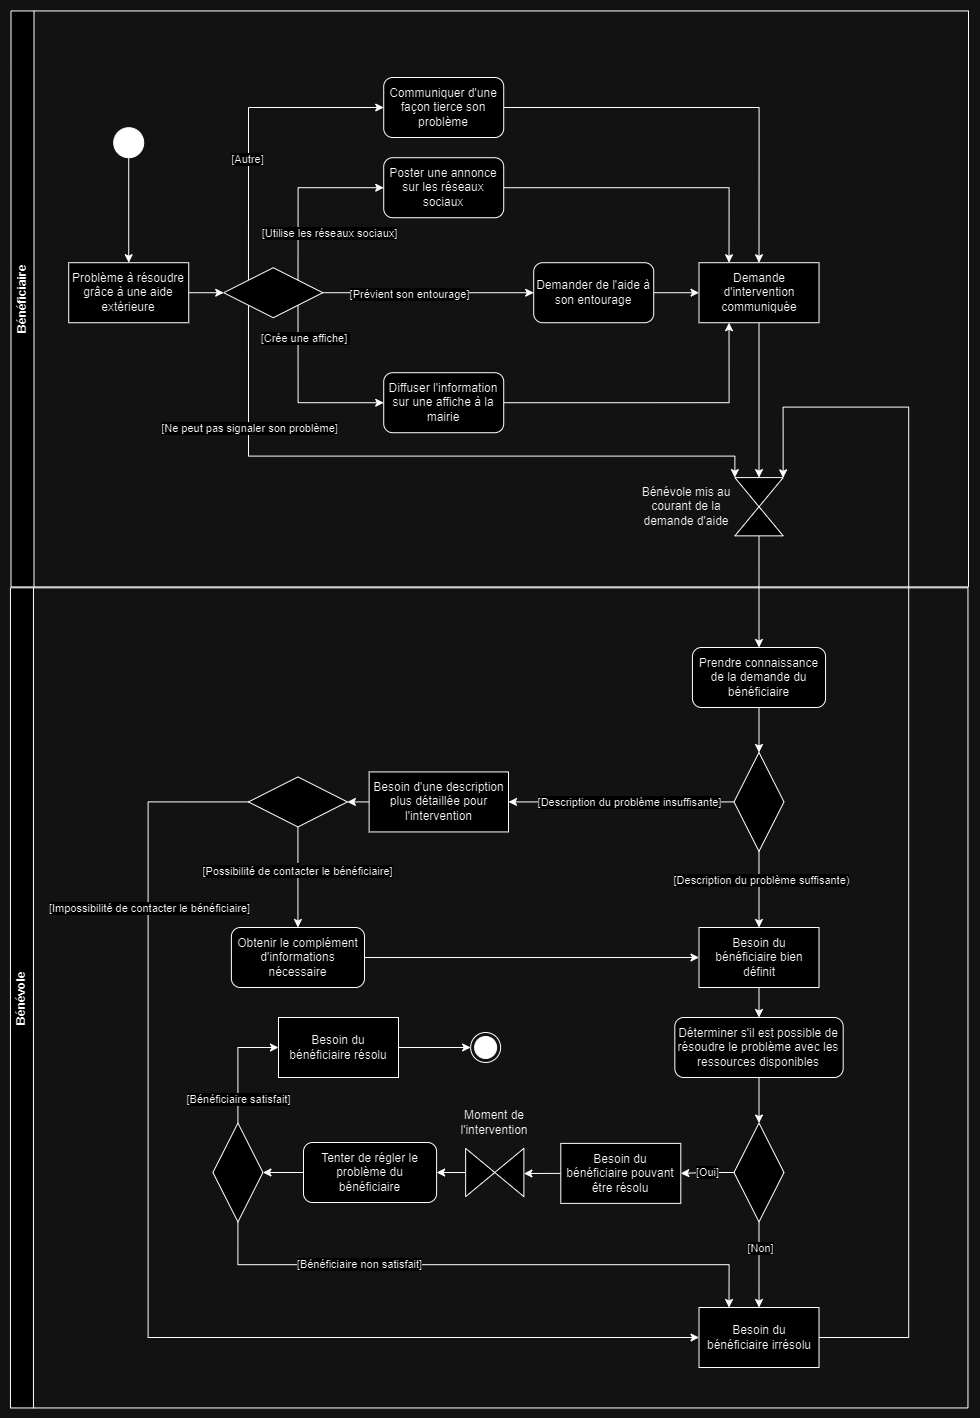 Bénéficiaire
Communiquer d'une
façon tierce son
problème
[Autre]
Poster une annonce
sur les réseaux
sociaux
[Utilise les réseaux sociaux]
Problème à résoudre
grâce à une aide
extérieure
[Prévient son entourage]
Demander de l'aide à
son entourage
Demande
d'intervention
communiquée
[Crée une affiche]
Diffuser l'information
sur une affiche à la
mairie
[Ne peut pas signaler son problème]
Bénévole mis au
courant de la
demande d'aide
Bénévole
Prendre connaissance
de la demande du
bénéficiaire
Besoin d'une description
plus détaillée pour
l'intervention
[Description du problème insuffisante]
[Possibilité de contacter le bénéficiaire]
[Description du problème suffisante)
[Impossibilité de contacter le bénéficiaire]
Obtenir le complément
d'informations
nécessaire
Besoin du
bénéficiaire bien
définit
Besoin du
bénéficiaire résolu
Déterminer s'il est possible de
résoudre le problème avec les
ressources disponibles
[Bénéficiaire satisfait]
Moment de
l'intervention
Tenter de régler le
problème du
bénéficiaire
Besoin du
bénéficiaire pouvant
être résolu
[Oui]
[Non]
[Bénéficiaire non satisfait]
Besoin du
bénéficiaire irrésolu